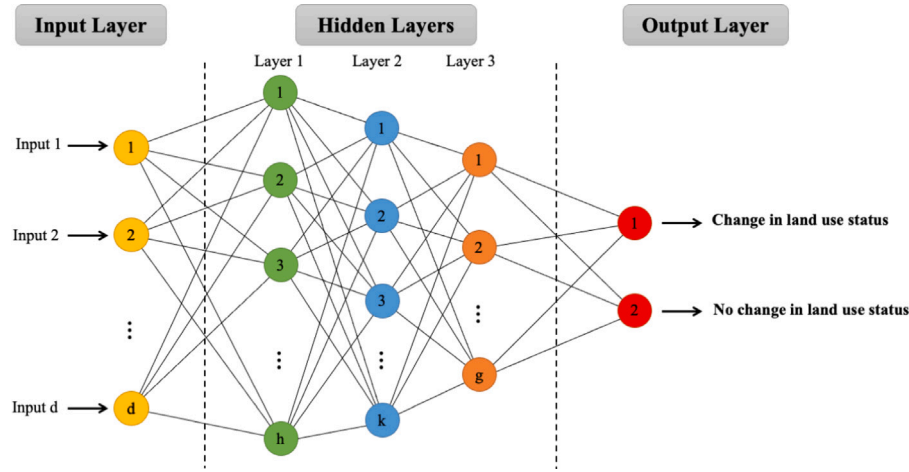 Input Layer
Hidden Layers
Output Layer
Layer 1
Layer 2
Layer 3
Input 1
Input 2
⋮
Input d
1
2
⋮
d
1
2
3
⋮
h
1
2
3
⋮
k
1
2
⋮
g
1
2
Change in land use status
No change in land use status